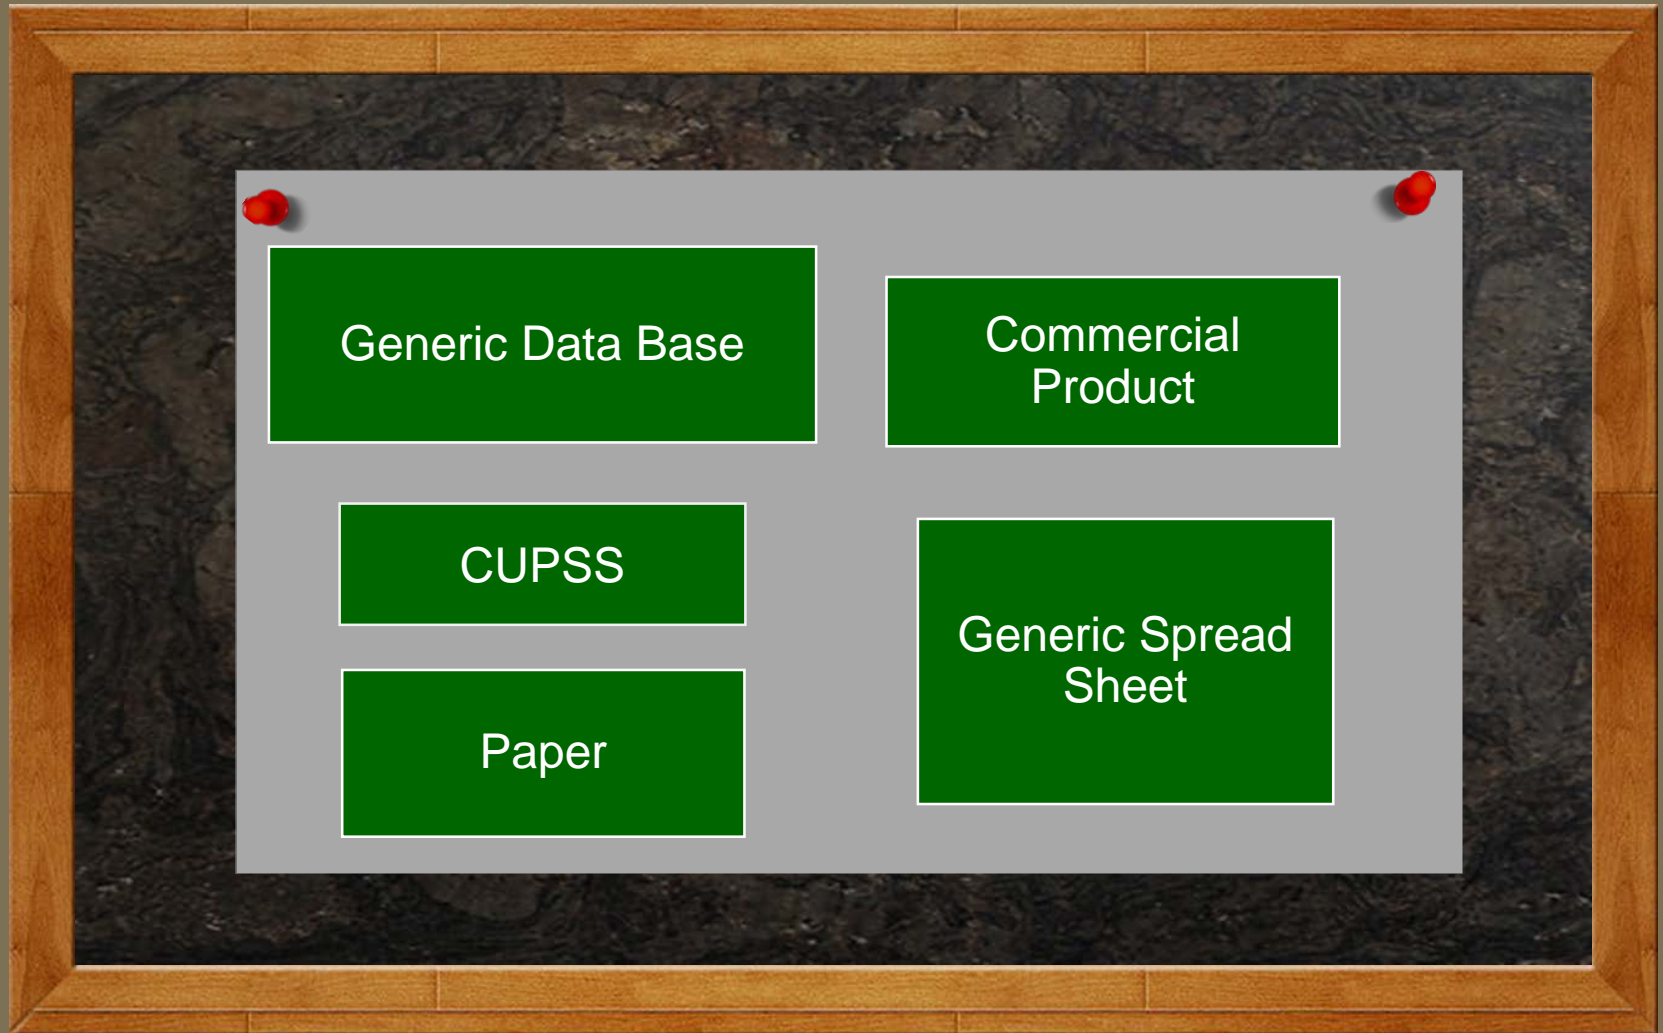 Generic Data Base
Commercial
Product
CUPSS
Generic Spread
Sheet
Paper